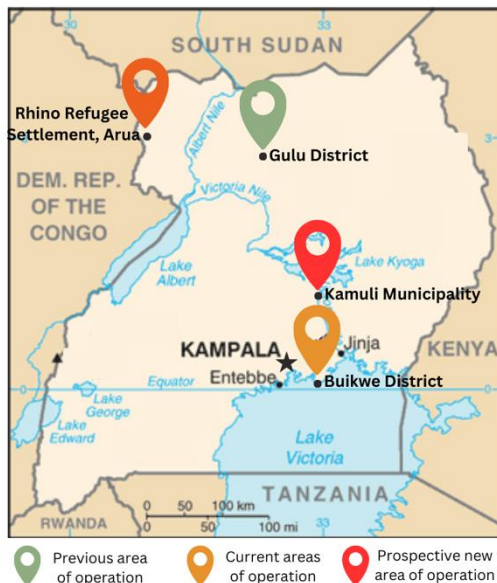 SOUTH SUDAN
Rhino Refugee
Settlement, Arua
Albert Nile
Gulu District
DEM. REP.
OF THE
CONGO
Victoria Nile
Lake
Albert
Lake Kyoga
Kamuli Municipality
KAMPALA
Jinja
KENYA
Entebbe
Buikwe District
Equator
0
Lake
George
Lake
Edward
Lake
Victoria
TANZANIA
0 50 100 km
0 50 100 mi
33
RWANDA
Previous area
of operation
Current areas
of operation
Prospective new
area of operation